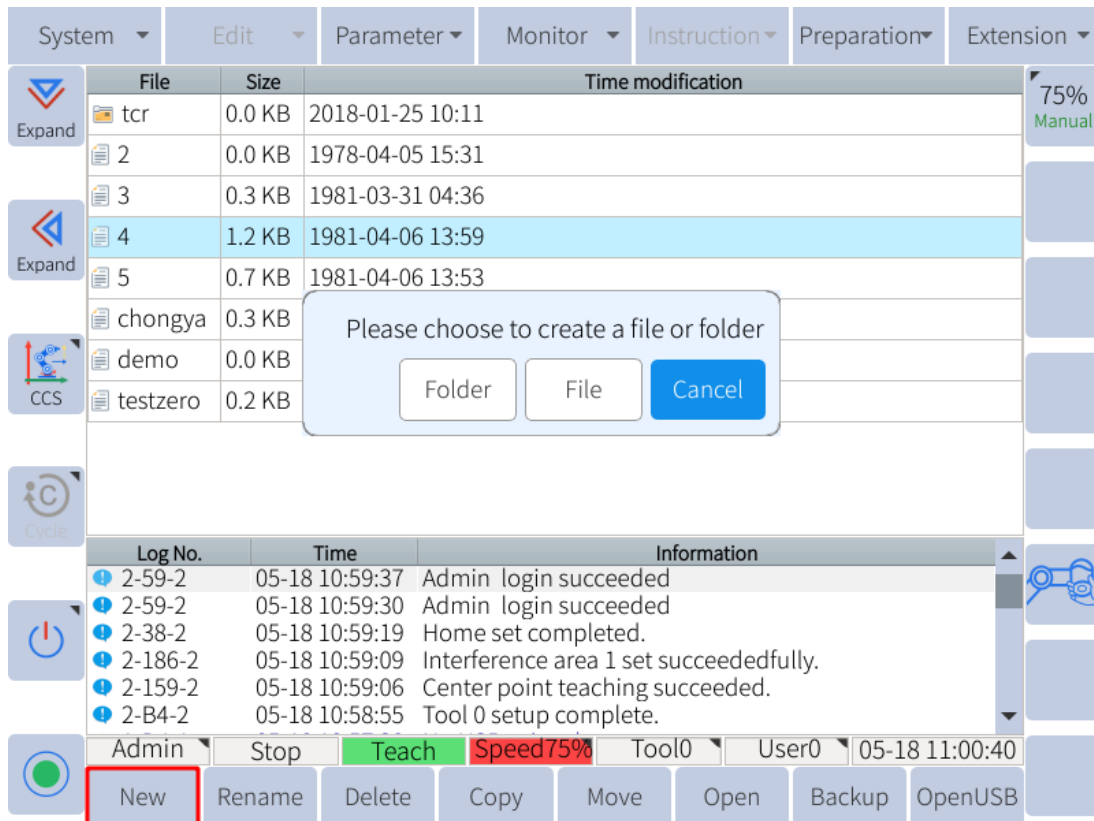 System Edit Parameter Monitor Instruction Preparation Extension
File Size Time modification
75%
Manual
Expand
tcr 0.0 KB 2018-01-25 10:11
2 0.0 KB 1978-04-05 15:31
3 0.3 KB 1981-03-31 04:36
4 1.2 KB 1981-04-06 13:59
Expand
5 0.7 KB 1981-04-06 13:53
chongya 0.3 KB
Please choose to create a file or folder
demo 0.0 KB
Folder File Cancel
CCS
testzero 0.2 KB
C
Cycle
Log No. Time Information
2-59-2 05-18 10:59:37 Admin login succeeded
2-59-2 05-18 10:59:30 Admin login succeeded
2-38-2 05-18 10:59:19 Home set completed.
2-186-2 05-18 10:59:09 Interference area 1 set succeededfully.
2-159-2 05-18 10:59:06 Center point teaching succeeded.
2-B4-2 05-18 10:58:55 Tool 0 setup complete.
Admin Stop Teach Speed75% Tool0 User0 05-18 11:00:40
New Rename Delete Copy Move Open Backup OpenUSB